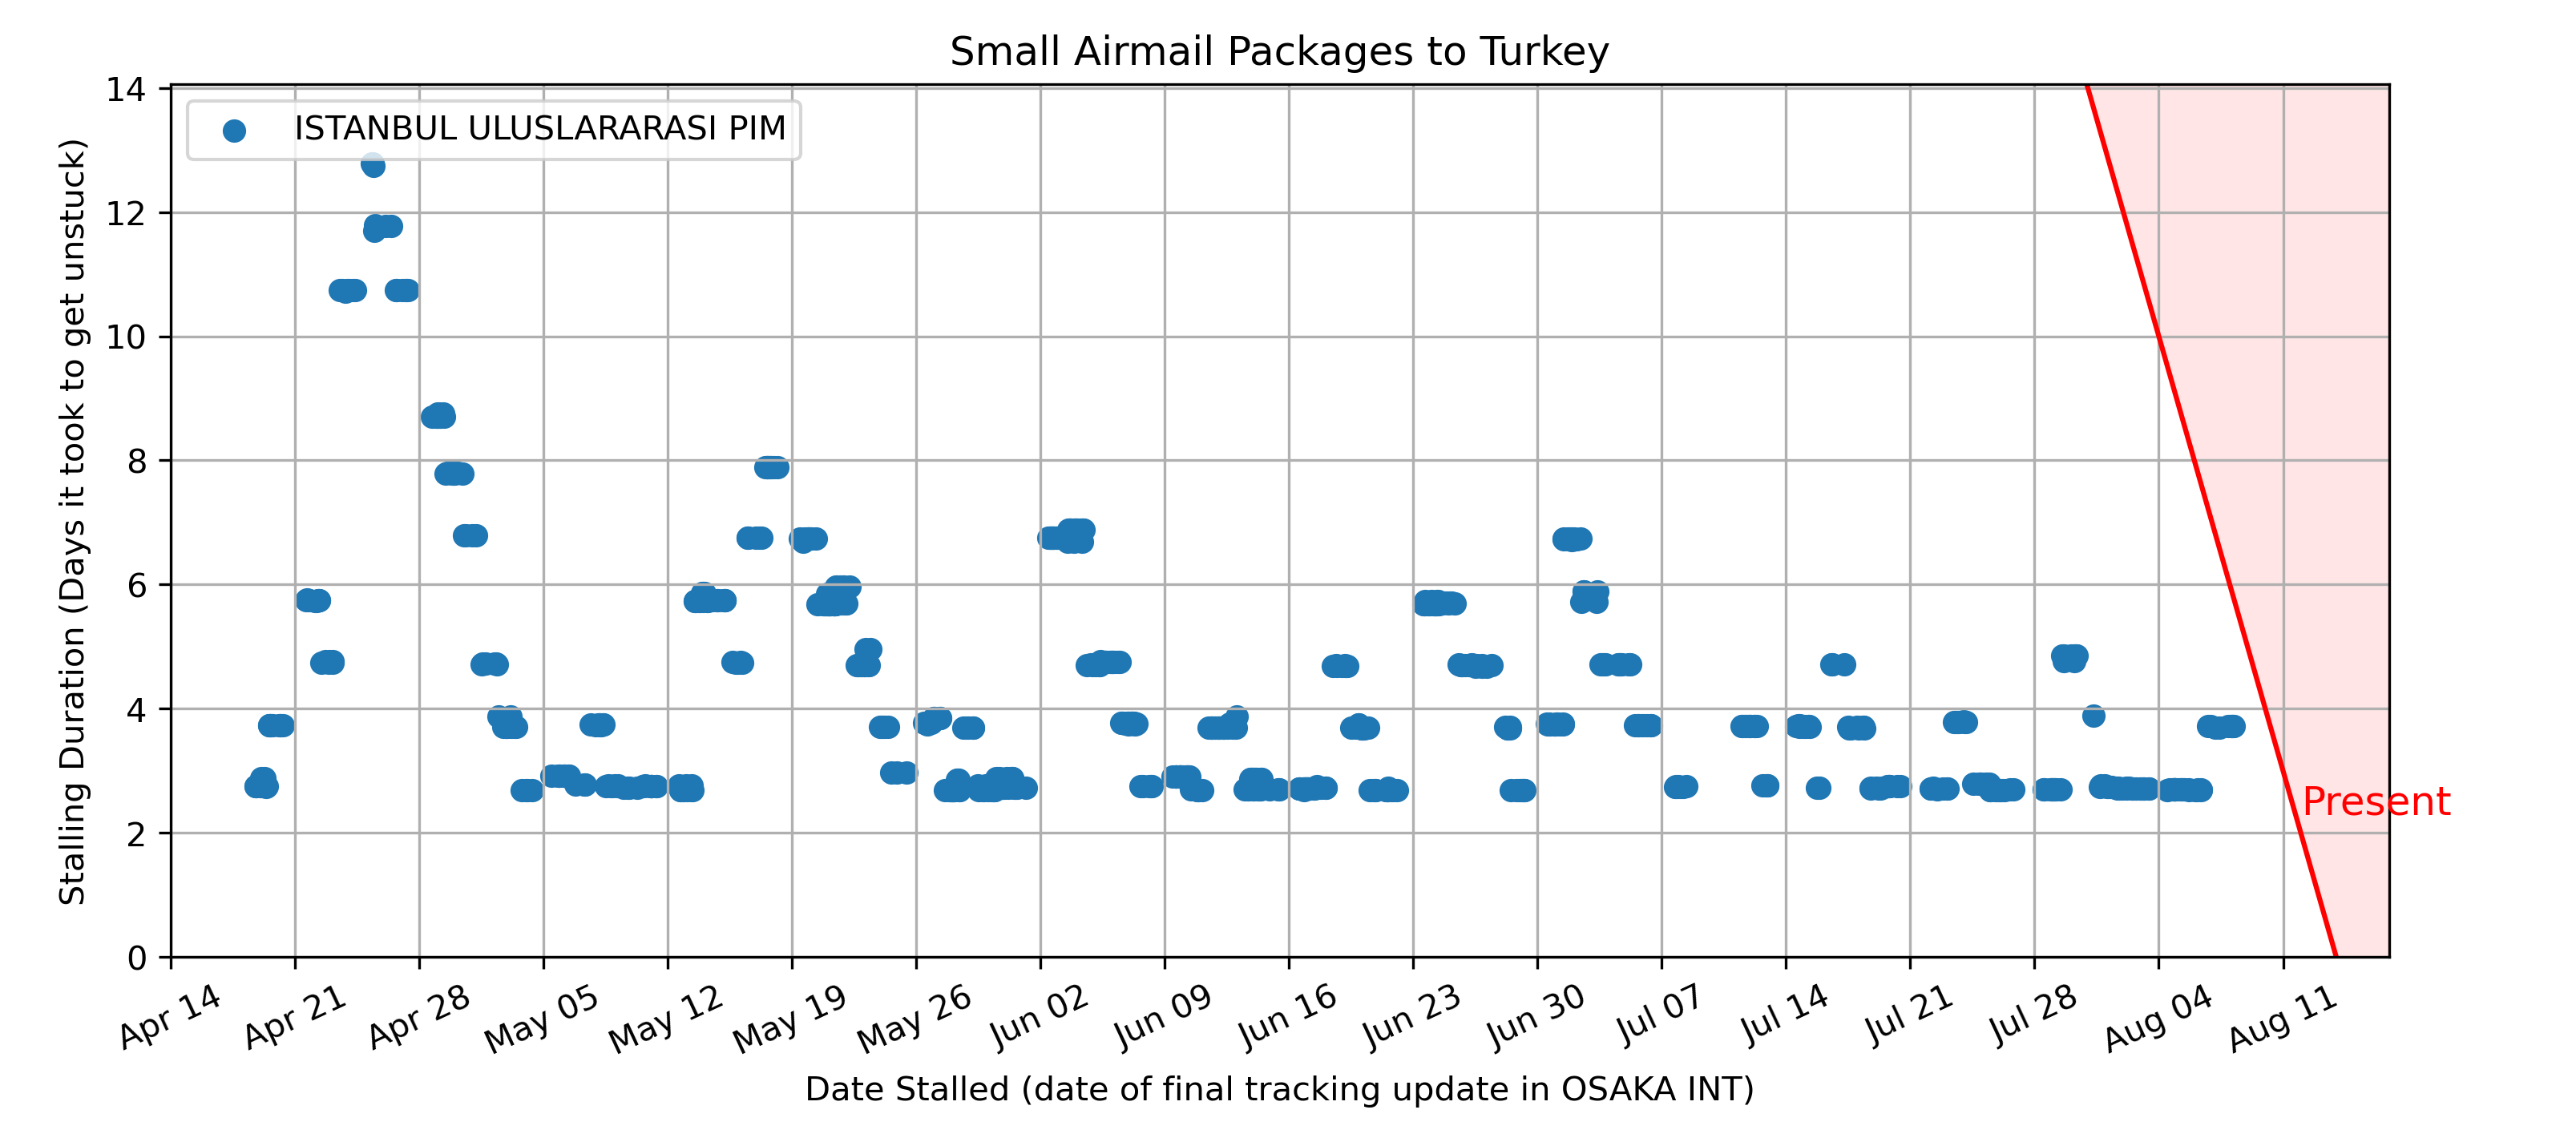 Small Airmail Packages to Turkey
ISTANBUL ULUSLARARASI PIM
Stalling Duration (Days it took to get unstuck)
14
12
10
8
6
4
2
0
Present
Apr 14
Apr 21
Apr 28
May 05
May 12
May 19
May 26
Jun 02
Jun 09
Jun 16
Jun 23
Jun 30
Jul 07
Jul 14
Jul 21
Jul 28
Aug 04
Aug 11
Date Stalled (date of final tracking update in OSAKA INT)